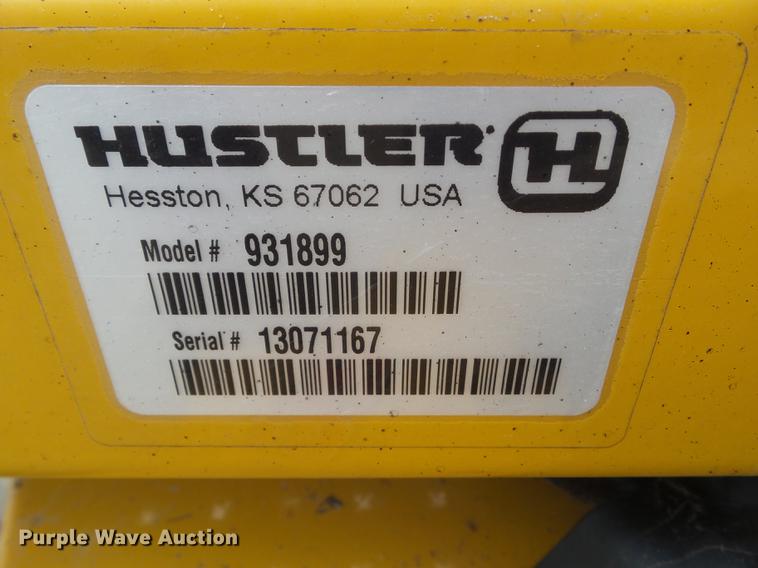 HUSTLER H
Hesston, KS 67062 USA
Model # 931899
Serial # 13071167
Purple Wave Auction